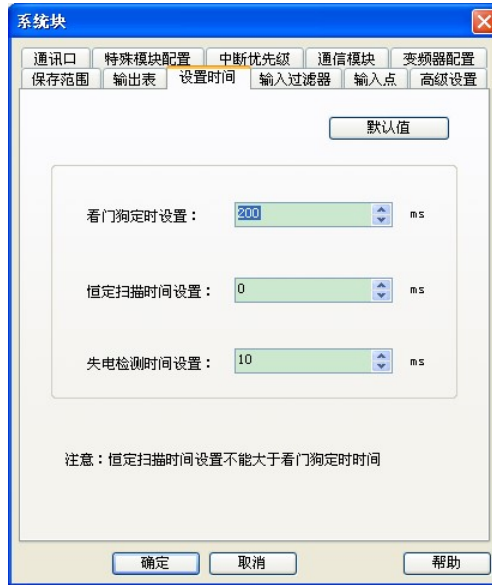 系统块
通讯口 特殊模块配置 中断优先级 通信模块 变频器配置
保存范围 输出表 设置时间 输入过滤器 输入点 高级设置
默认值
看门狗定时设置： 200 ms
恒定扫描时间设置： 0 ms
失电检测时间设置： 10 ms
注意：恒定扫描时间设置不能大于看门狗定时时间
确定 取消 帮助